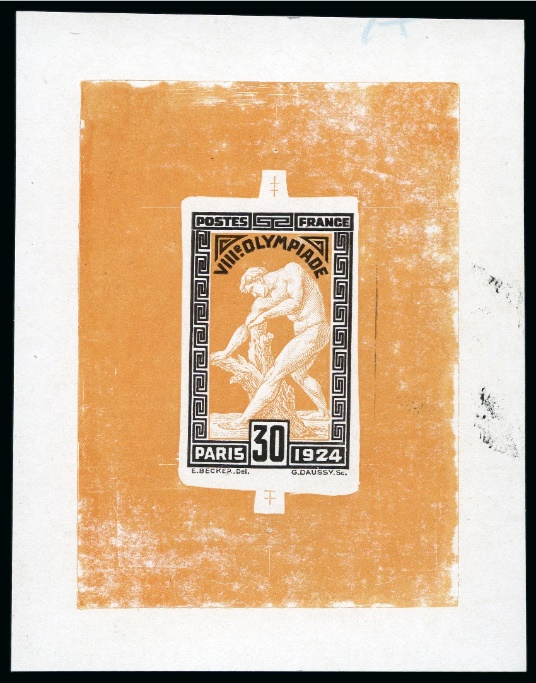 POSTES FRANCE
VIIIe OLYMPIADE
PARIS 30 1924
E. BECKER. Del. G. DAUSSY. Sc.